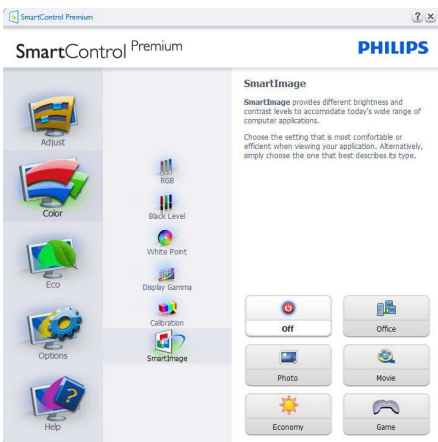 SmartControl Premium
SmartControl Premium
PHILIPS
Adjust
Color
Eco
Options
Help
RGB
Black Level
White Point
Display Gamma
Calibration
SmartImage
SmartImage
SmartImage provides different brightness and
contrast levels to accomodate today's wide range of
computer applications.
Choose the setting that is most comfortable or
efficient when viewing your application. Alternatively,
simply choose the one that best describes its type.
Off
Office
Photo
Movie
Economy
Game